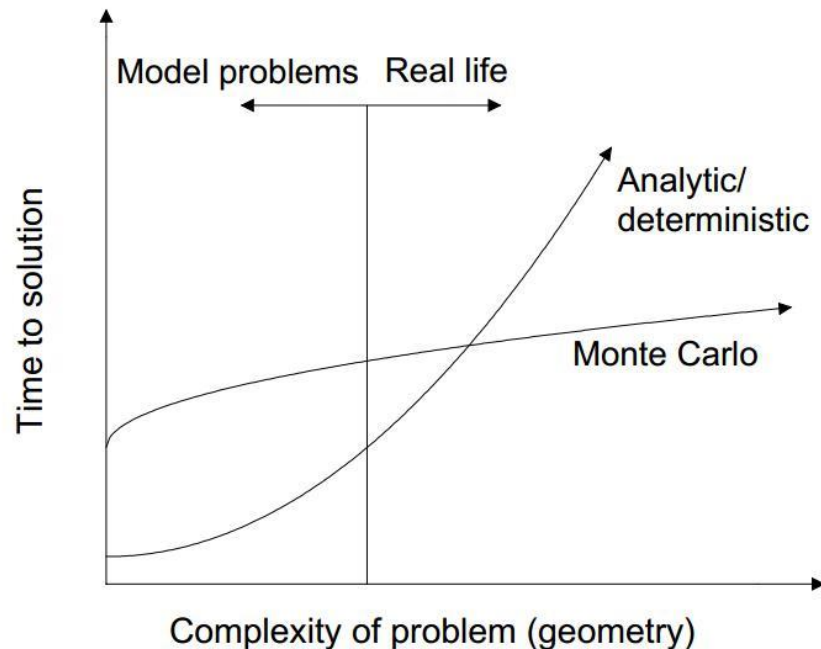 Model problems
Real life
Analytic/
deterministic
Monte Carlo
Time to solution
Complexity of problem (geometry)